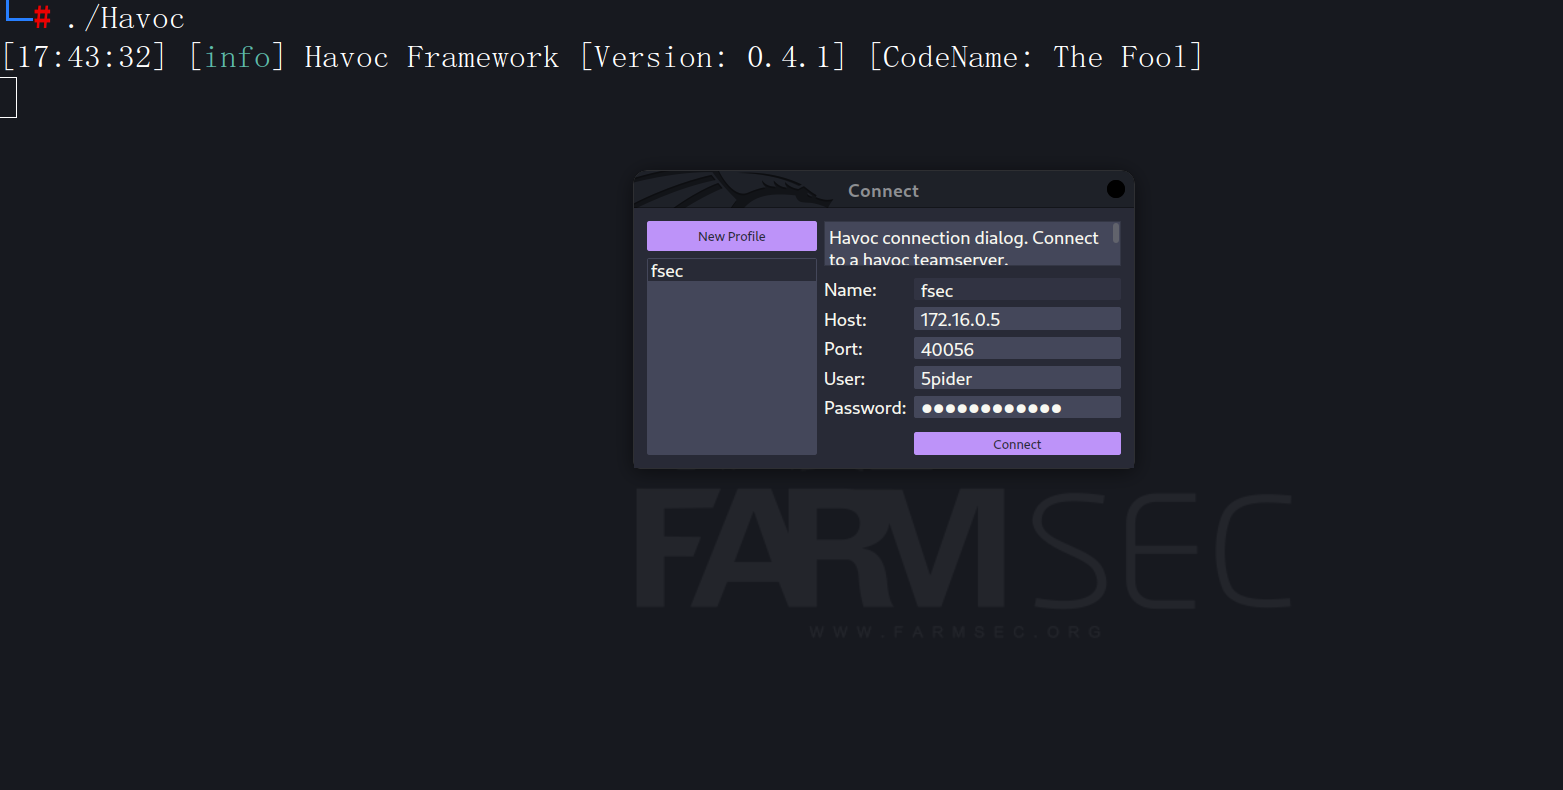 └─# ./Havoc
[17:43:32] [info] Havoc Framework [Version: 0.4.1] [CodeName: The Fool]
Connect
New Profile
fsec
Havoc connection dialog. Connect
to a havoc teamserver.
Name: fsec
Host: 172.16.0.5
Port: 40056
User: 5pider
Password: ●●●●●●●●●●●●
Connect
FARMSEC
WWW.FARMSEC.ORG